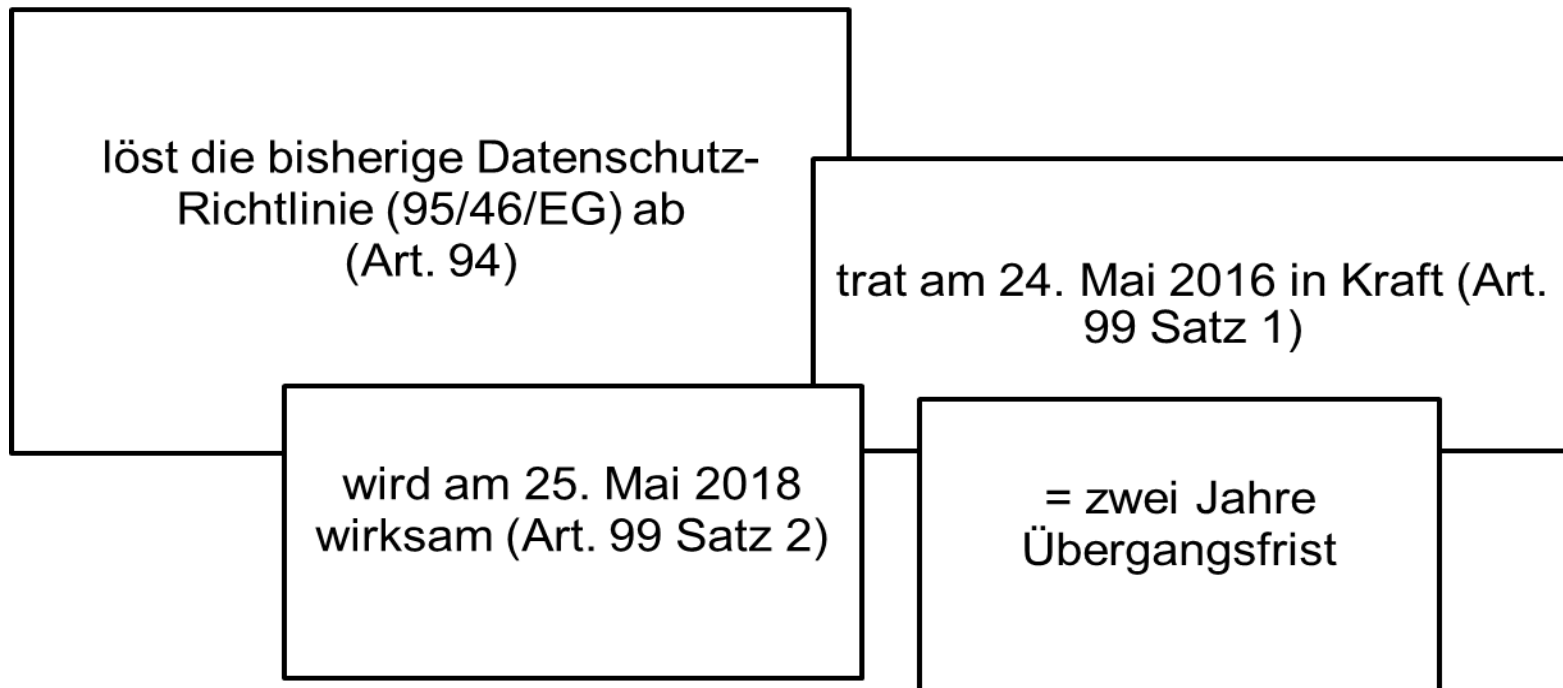 löst die bisherige Datenschutz-
Richtlinie (95/46/EG) ab
(Art. 94)
trat am 24. Mai 2016 in Kraft (Art.
99 Satz 1)
wird am 25. Mai 2018
wirksam (Art. 99 Satz 2)
= zwei Jahre
Übergangsfrist